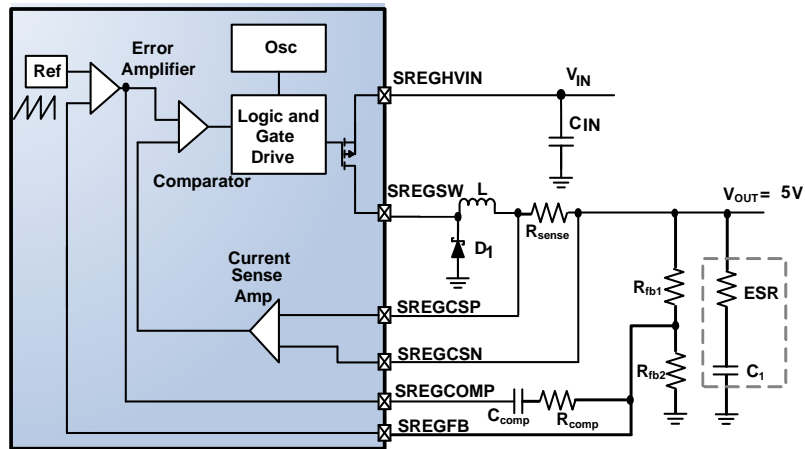 Ref
Error
Amplifier
Osc
Logic and
Gate
Drive
Comparator
Current
Sense
Amp
SREGHVIN
SREGSW
SREGCSP
SREGCSN
SREGCOMP
SREGFB
VIN
CIN
L
Rsense
D1
VOUT= 5V
Rfb1
Rfb2
ESR
C1
Ccomp
Rcomp